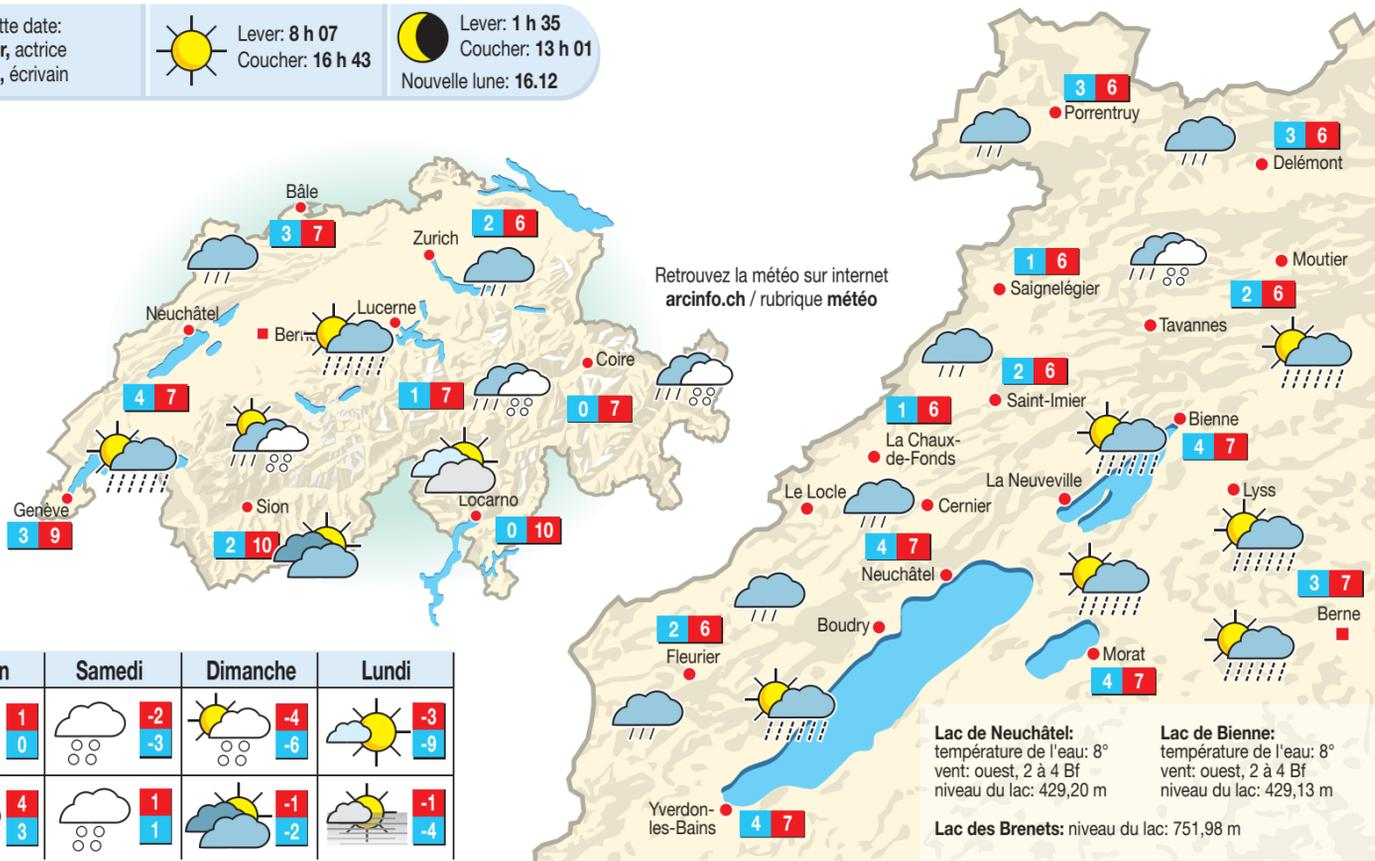 tte date:
r, actrice
, écrivain
Lever: 8 h 07
Coucher: 16 h 43
Lever: 1 h 35
Coucher: 13 h 01
Nouvelle lune: 16.12
Bâle
3 7
Zurich
2 6
Neuchâtel
Lucerne
4 7
1 7
Coire
0 7
Genève
3 9
Sion
2 10
Locarno
0 10
Retrouvez la météo sur internet
arcinfo.ch / rubrique météo
n
Samedi
Dimanche
Lundi
1
0
-2
-3
-4
-6
-3
-9
4
3
1
1
-1
-2
-1
-4
3 6
Porrentruy
3 6
Delémont
1 6
Saignelégier
Moutier
2 6
Tavannes
2 6
Saint-Imier
1 6
La Chaux-
de-Fonds
Bienne
4 7
La Neuveville
Lyss
Le Locle
Cernier
4 7
Neuchâtel
3 7
Berne
Boudry
2 6
Fleurier
Morat
4 7
Yverdon-
les-Bains
4 7
Lac de Neuchâtel:
température de l'eau: 8°
vent: ouest, 2 à 4 Bf
niveau du lac: 429,20 m
Lac de Bienne:
température de l'eau: 8°
vent: ouest, 2 à 4 Bf
niveau du lac: 429,13 m
Lac des Brenets: niveau du lac: 751,98 m